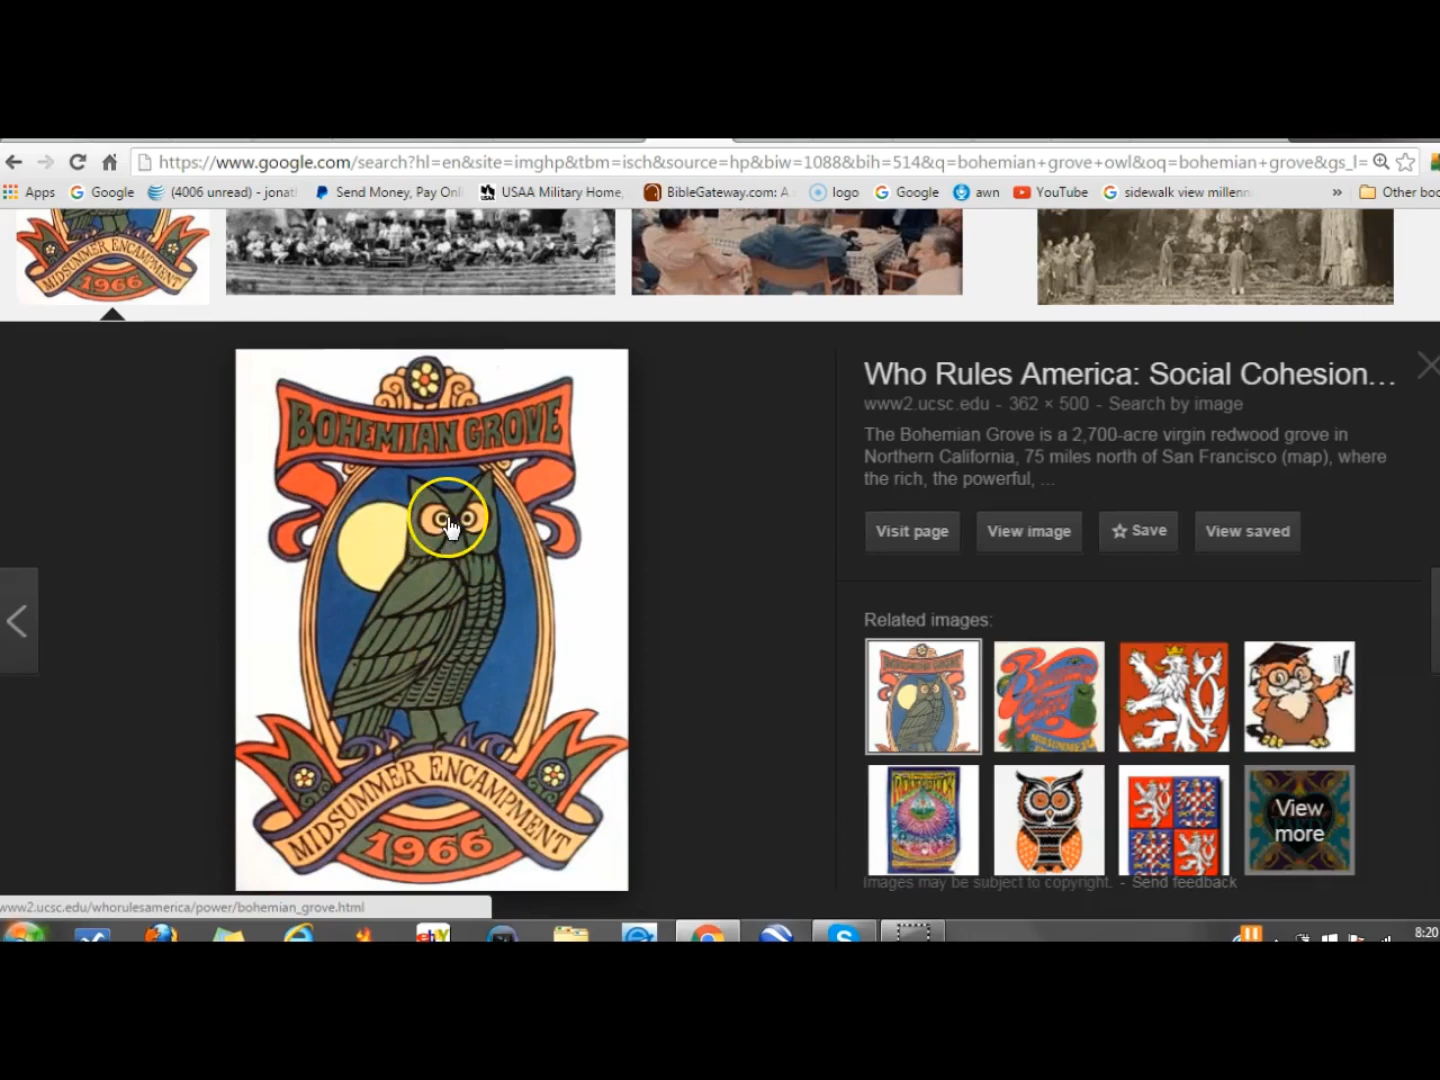 https://www.google.com/search?hl=en&site=imghp&tbm=isch&source=hp&biw=1088&bih=514&q=bohemian+grove+owl&oq=bohemian+grove&gs_l=
Apps Google (4006 unread) - jonat Send Money, Pay Onl USAA Military Home, BibleGateway.com: A logo Google awn YouTube sidewalk view millenn » Other boo
MIDSUMMER ENCAMPMENT
1966
BOHEMIAN GROVE
MIDSUMMER ENCAMPMENT
1966
Who Rules America: Social Cohesion...
www2.ucsc.edu - 362 × 500 - Search by image
The Bohemian Grove is a 2,700-acre virgin redwood grove in
Northern California, 75 miles north of San Francisco (map), where
the rich, the powerful, ...
Visit page View image Save View saved
Related images:
BOHEMIAN GROVE
View
more
Images may be subject to copyright. - Send feedback
www2.ucsc.edu/whorulesamerica/power/bohemian_grove.html
ebY
8:20